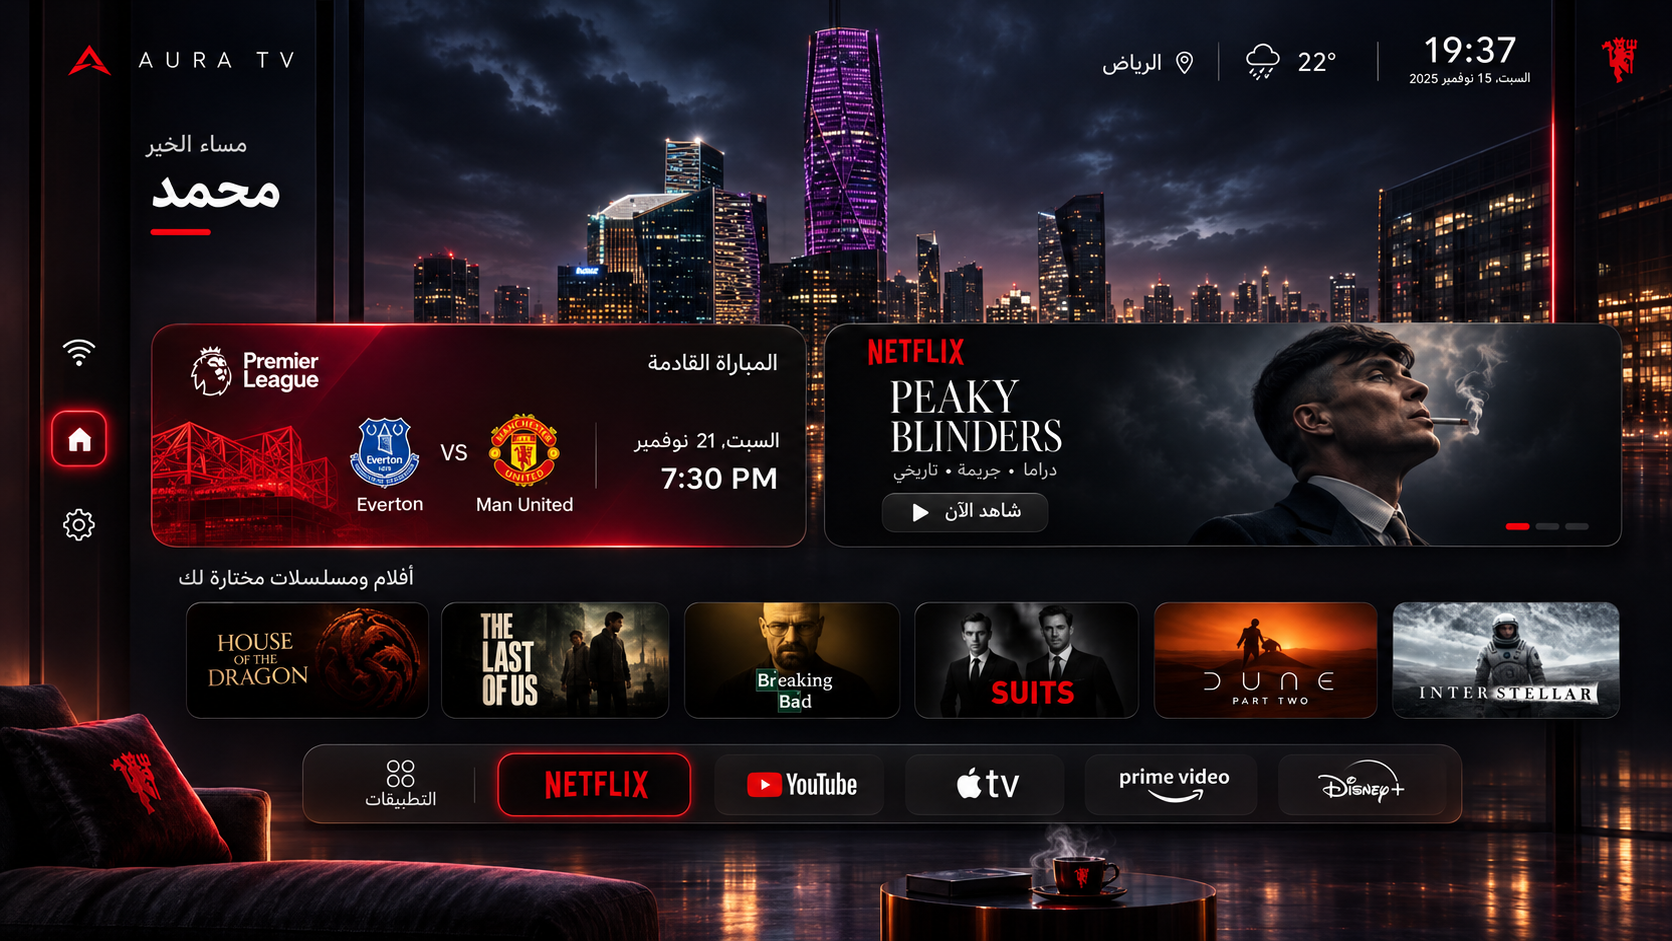 AURA TV
الرياض
22°
19:37
السبت، 15 نوفمبر 2025
مساء الخير
محمد
Premier
League
المباراة القادمة
Everton
VS
MANCHESTER
UNITED
السبت, 21 نوفمبر
7:30 PM
Everton
Man United
NETFLIX
PEAKY
BLINDERS
دراما • جريمة • تاريخي
شاهد الآن
أفلام ومسلسلات مختارة لك
HOUSE
OF THE
DRAGON
THE
LAST
OF US
Breaking
Bad
SUITS
DUNE
PART TWO
INTERSTELLAR
التطبيقات
NETFLIX
YouTube
tv
prime video
Disney+